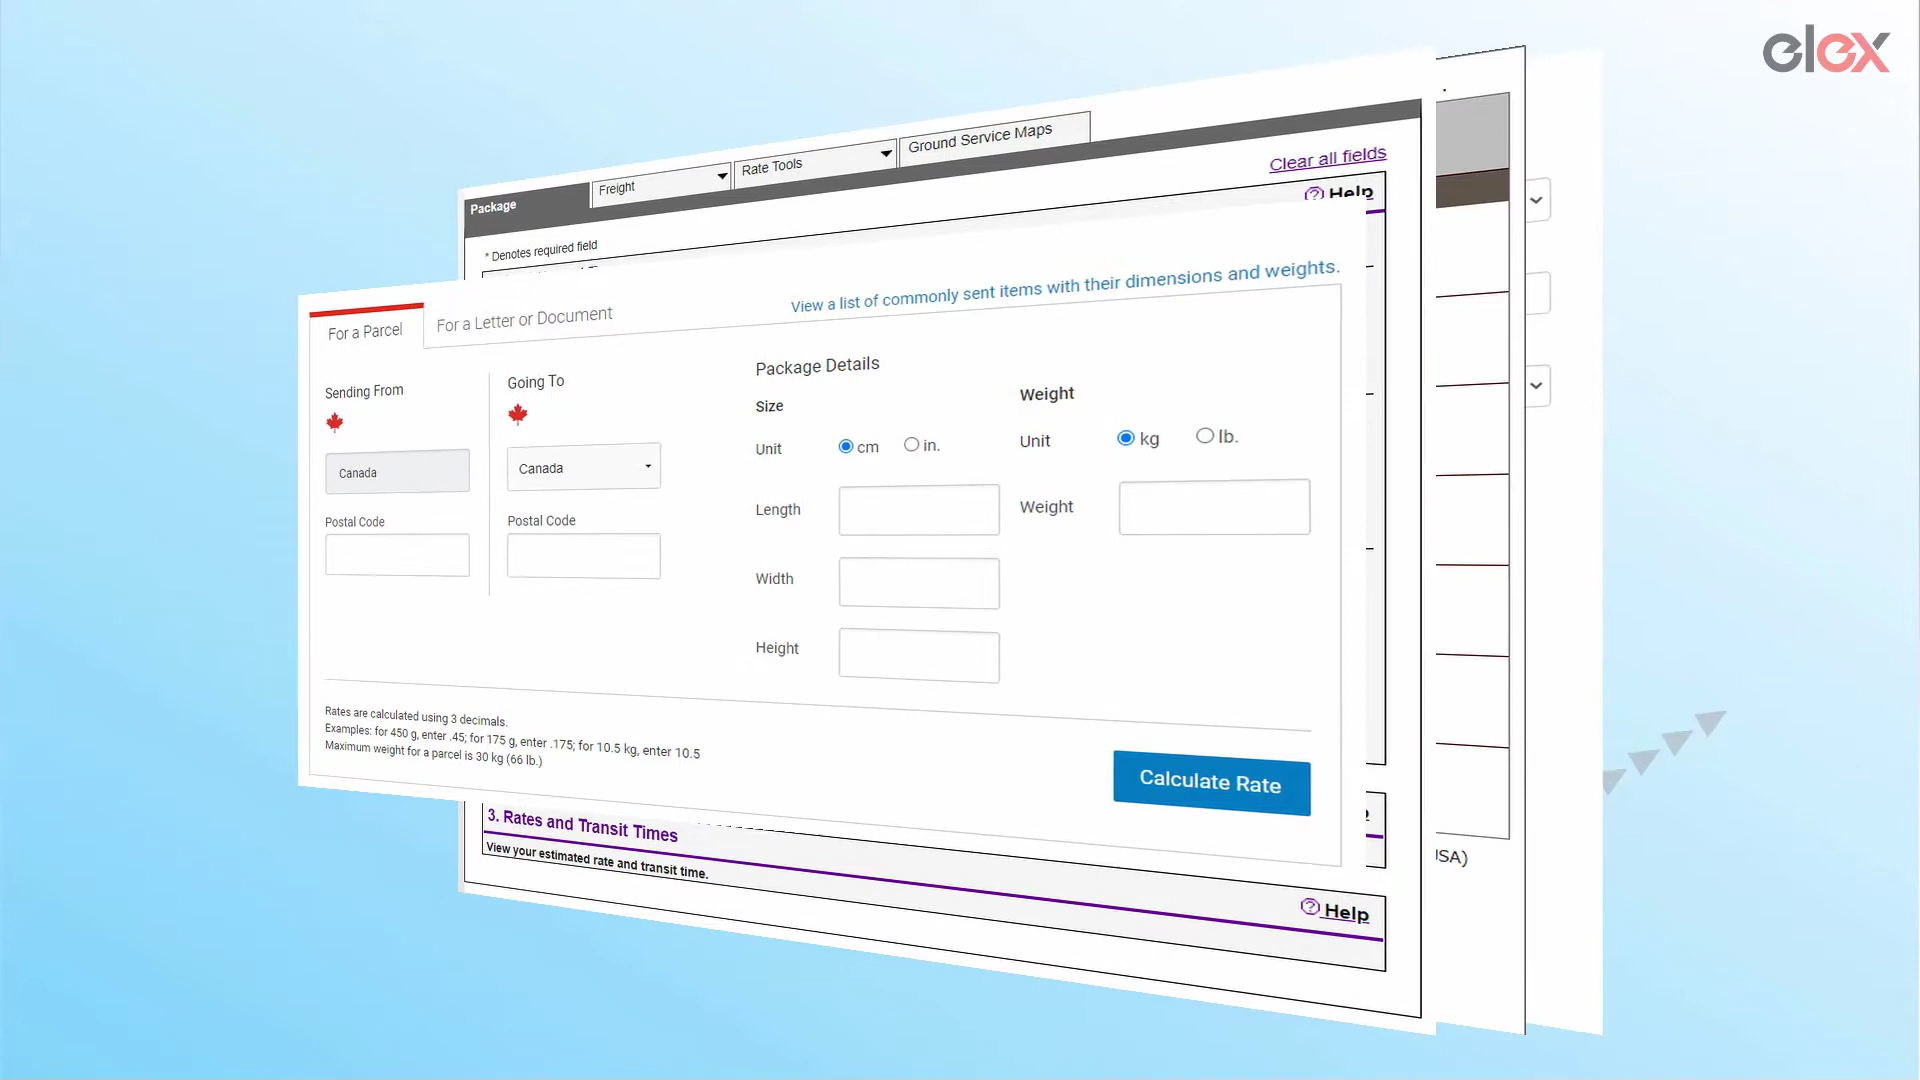 elex
Package
Freight
Rate Tools
Ground Service Maps
Clear all fields
Help
* Denotes required field
For a Parcel
For a Letter or Document
View a list of commonly sent items with their dimensions and weights.
Sending From
Going To
Canada
Canada
Postal Code
Postal Code
Package Details
Size
Weight
Unit
cm
in.
Unit
kg
lb.
Length
Weight
Width
Height
Rates are calculated using 3 decimals.
Examples: for 450 g, enter .45; for 175 g, enter .175; for 10.5 kg, enter 10.5
Maximum weight for a parcel is 30 kg (66 lb.)
Calculate Rate
3. Rates and Transit Times
View your estimated rate and transit time.
Help